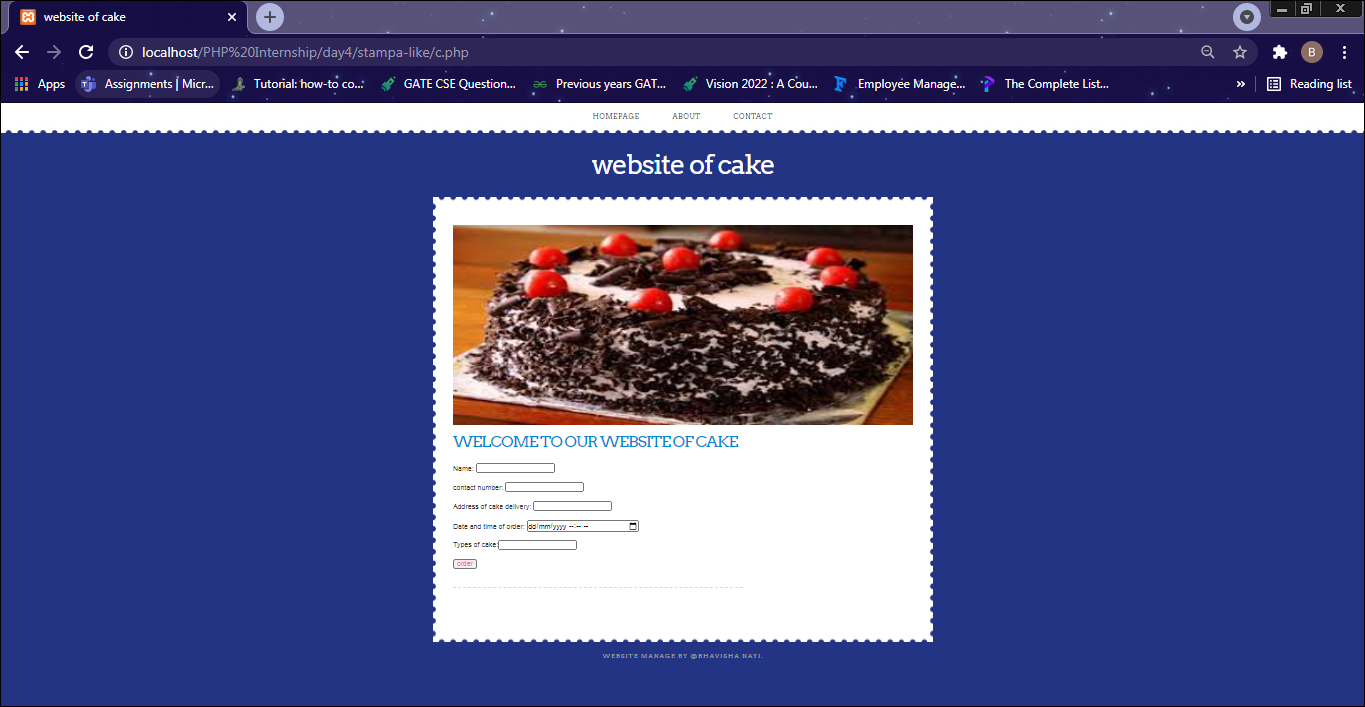 website of cake
localhost/PHP%20Internship/day4/stampa-like/c.php
B
Apps
Assignments | Micr...
Tutorial: how-to co...
GATE CSE Question...
Previous years GAT...
Vision 2022 : A Cou...
Employee Manage...
The Complete List...
»
Reading list
HOMEPAGE ABOUT CONTACT
website of cake
WELCOME TO OUR WEBSITE OF CAKE
Name:
contact number:
Address of cake delivery:
Date and time of order: dd/mm/yyyy --:-- --
Types of cake:
order
WEBSITE MANAGE BY @BHAVISHA NAYI.